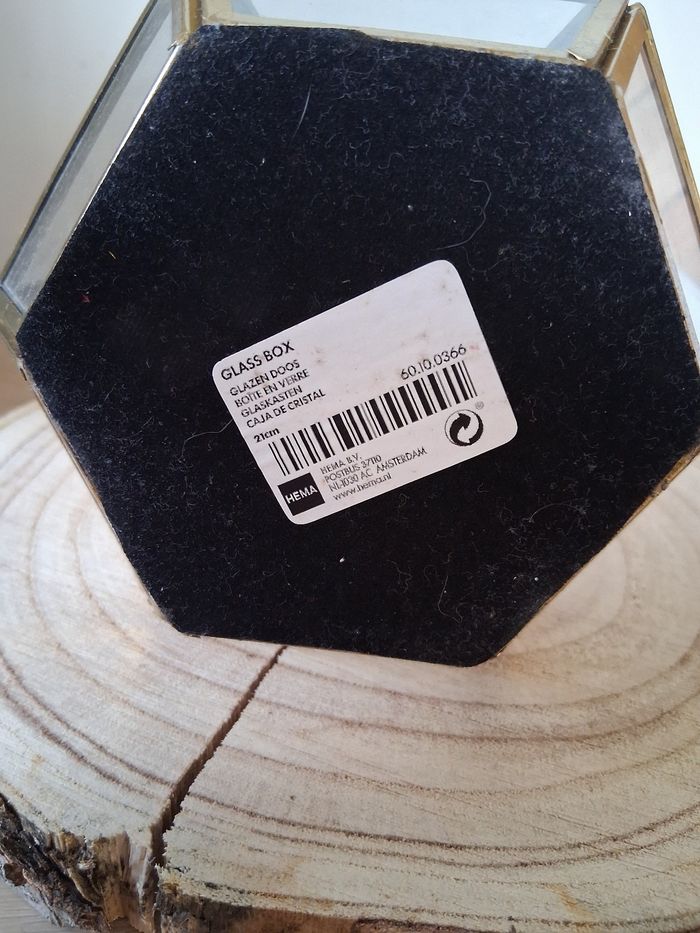 GLASS BOX
GLAZEN DOOS
BOITE EN VERRE
GLASKASTEN
CAJA DE CRISTAL
21cm
60.10.0366
HEMA
HEMA B.V.
POSTBUS 37110
NL-1030 AC AMSTERDAM
www.hema.nl
®